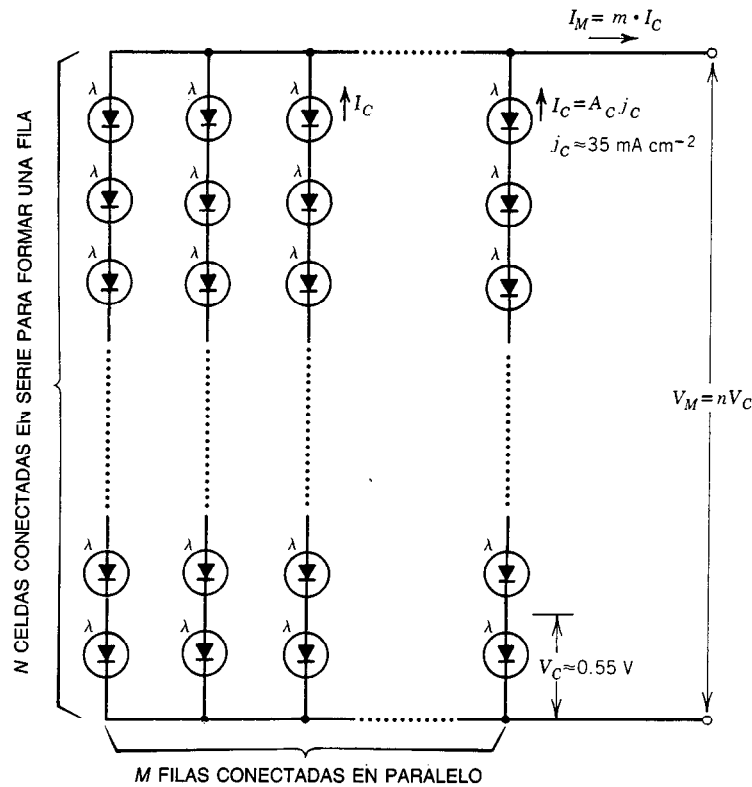 I_M = m · I_C
λ λ λ λ
I_C
I_C = A_C j_C
j_C ≈ 35 mA cm⁻²
λ λ λ λ
λ λ λ λ
N CELDAS CONECTADAS EN SERIE PARA FORMAR UNA FILA
V_M = nV_C
λ λ λ λ
λ λ λ λ
V_C ≈ 0.55 V
M FILAS CONECTADAS EN PARALELO